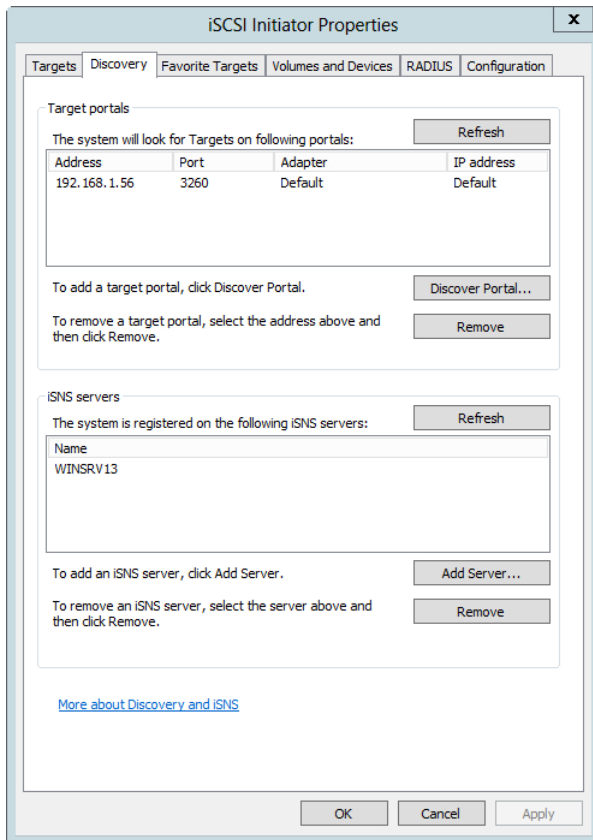 iSCSI Initiator Properties
x
Targets Discovery Favorite Targets Volumes and Devices RADIUS Configuration
Target portals
The system will look for Targets on following portals:
Refresh
Address Port Adapter IP address
192.168.1.56 3260 Default Default
To add a target portal, click Discover Portal.
Discover Portal...
To remove a target portal, select the address above and
then click Remove.
Remove
iSNS servers
The system is registered on the following iSNS servers:
Refresh
Name
WINSRV13
To add an iSNS server, click Add Server.
Add Server...
To remove an iSNS server, select the server above and
then click Remove.
Remove
More about Discovery and iSNS
OK Cancel Apply